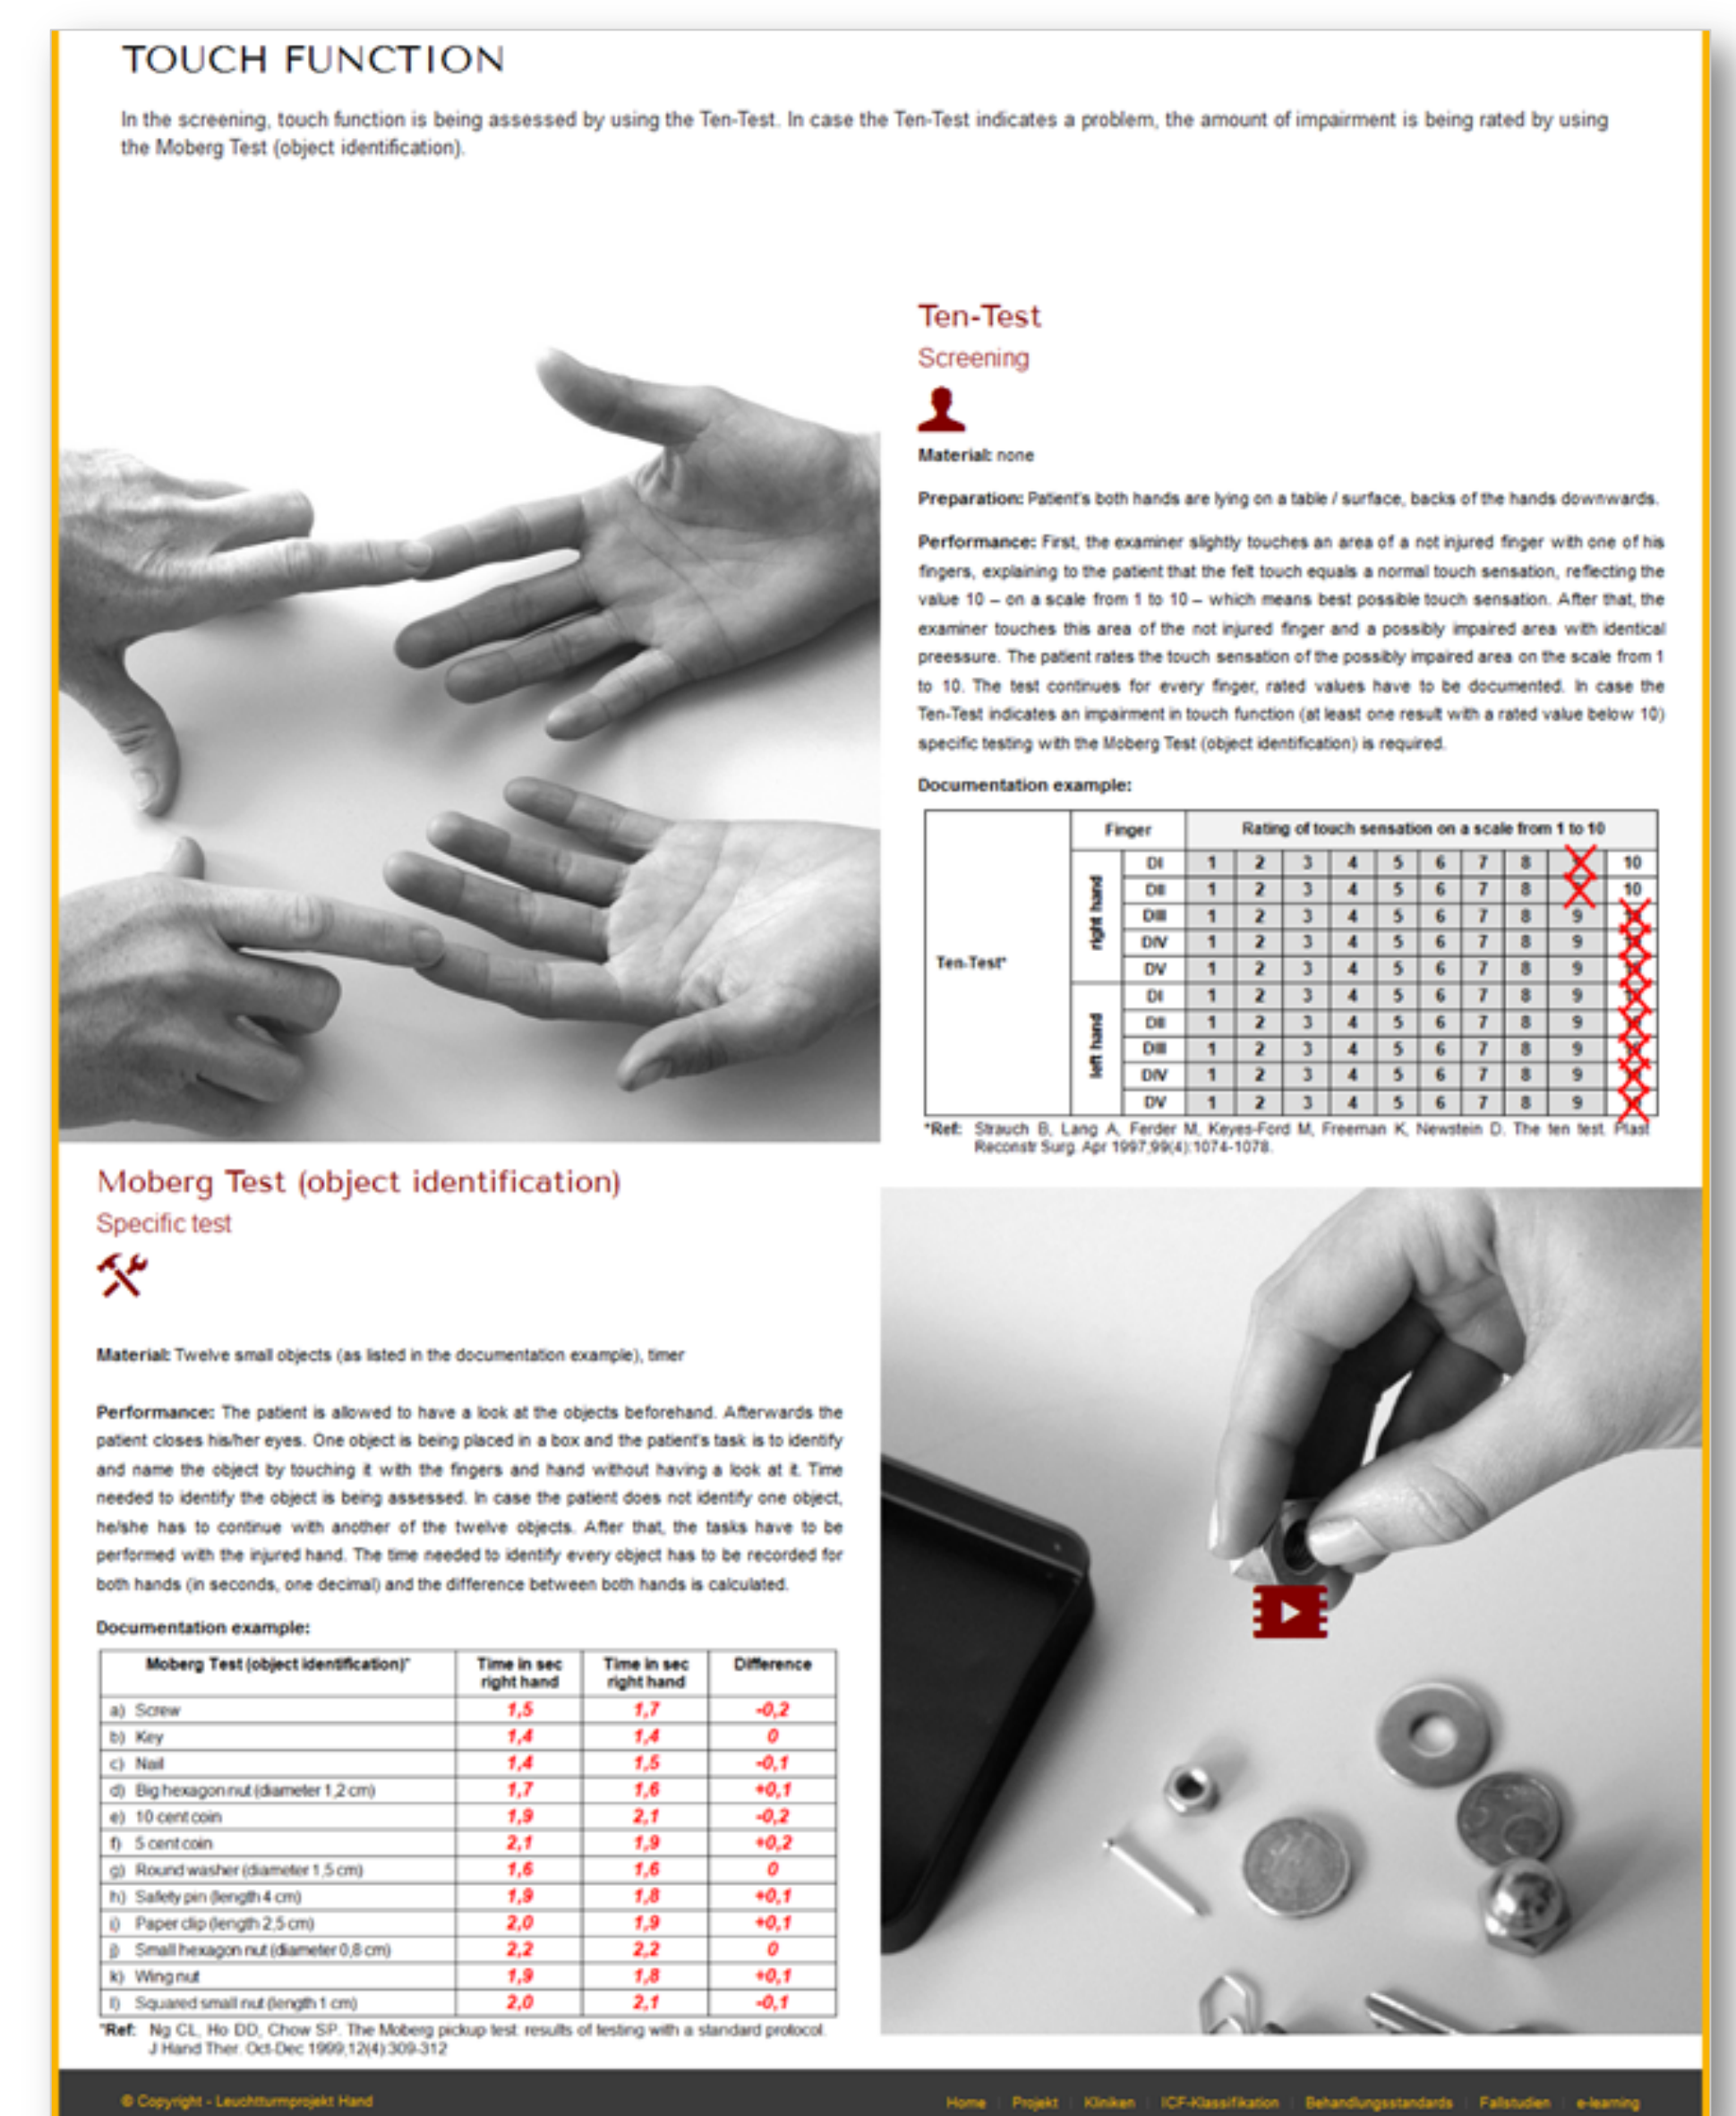 TOUCH FUNCTION
In the screening, touch function is being assessed by using the Ten-Test. In case the Ten-Test indicates a problem, the amount of impairment is being rated by using
the Moberg Test (object identification).
Ten-Test
Screening
Material: none
Preparation: Patient's both hands are lying on a table / surface, backs of the hands downwards.
Performance: First, the examiner slightly touches an area of a not injured finger with one of his
fingers, explaining to the patient that the felt touch equals a normal touch sensation, reflecting the
value 10 – on a scale from 1 to 10 – which means best possible touch sensation. After that, the
examiner touches this area of the not injured finger and a possibly impaired area with identical
preessure. The patient rates the touch sensation of the possibly impaired area on the scale from 1
to 10. The test continues for every finger, rated values have to be documented. In case the
Ten-Test indicates an impairment in touch function (at least one result with a rated value below 10)
specific testing with the Moberg Test (object identification) is required.
Documentation example:
Finger Rating of touch sensation on a scale from 1 to 10
Ten-Test*
right hand
DI 1 2 3 4 5 6 7 8 10
DII 1 2 3 4 5 6 7 8 10
DIII 1 2 3 4 5 6 7 8 9
DIV 1 2 3 4 5 6 7 8 9
DV 1 2 3 4 5 6 7 8 9
left hand
DI 1 2 3 4 5 6 7 8 9
DII 1 2 3 4 5 6 7 8 9
DIII 1 2 3 4 5 6 7 8 9
DIV 1 2 3 4 5 6 7 8 9
DV 1 2 3 4 5 6 7 8 9
*Ref: Strauch B, Lang A, Ferder M, Keyes-Ford M, Freeman K, Newstein D. The ten test. Plast
Reconstr Surg. Apr 1997;99(4):1074-1078.
Moberg Test (object identification)
Specific test
Material: Twelve small objects (as listed in the documentation example), timer
Performance: The patient is allowed to have a look at the objects beforehand. Afterwards the
patient closes his/her eyes. One object is being placed in a box and the patient's task is to identify
and name the object by touching it with the fingers and hand without having a look at it. Time
needed to identify the object is being assessed. In case the patient does not identify one object,
he/she has to continue with another of the twelve objects. After that, the tasks have to be
performed with the injured hand. The time needed to identify every object has to be recorded for
both hands (in seconds, one decimal) and the difference between both hands is calculated.
Documentation example:
Moberg Test (object identification)* Time in sec right hand Time in sec right hand Difference
a) Screw 1,5 1,7 -0,2
b) Key 1,4 1,4 0
c) Nail 1,4 1,5 -0,1
d) Big hexagon nut (diameter 1,2 cm) 1,7 1,6 +0,1
e) 10 cent coin 1,9 2,1 -0,2
f) 5 cent coin 2,1 1,9 +0,2
g) Round washer (diameter 1,5 cm) 1,6 1,6 0
h) Safety pin (length 4 cm) 1,9 1,8 +0,1
i) Paper clip (length 2,5 cm) 2,0 1,9 +0,1
j) Small hexagon nut (diameter 0,8 cm) 2,2 2,2 0
k) Wing nut 1,9 1,8 +0,1
l) Squared small nut (length 1 cm) 2,0 2,1 -0,1
*Ref: Ng CL, Ho DD, Chow SP. The Moberg pickup test: results of testing with a standard protocol.
J Hand Ther. Oct-Dec 1999;12(4):309-312
© Copyright - Leuchtturmprojekt Hand
Home Projekt Kliniken ICF-Klassifikation Behandlungsstandards Fallstudien e-learning